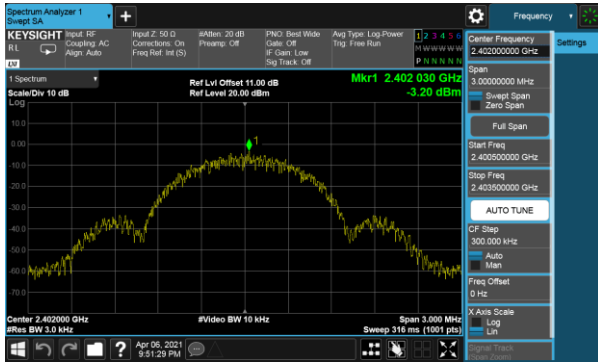 Spectrum Analyzer 1
Swept SA
+
Frequency
KEYSIGHT
RL
Input: RF
Coupling: AC
Align: Auto
Input Z: 50 Ω
Corrections: On
Freq Ref: Int (S)
#Atten: 20 dB
Preamp: Off
PNO: Best Wide
Gate: Off
IF Gain: Low
Sig Track: Off
Avg Type: Log-Power
Trig: Free Run
1 2 3 4 5 6
M W W W W W
P N N N N N
1 Spectrum
Scale/Div 10 dB
Ref Lvl Offset 11.00 dB
Ref Level 20.00 dBm
Mkr1 2.402 030 GHz
-3.20 dBm
Log
10.0
0.00
-10.0
-20.0
-30.0
-40.0
-50.0
-60.0
-70.0
1
Center 2.402000 GHz
#Res BW 3.0 kHz
#Video BW 10 kHz
Span 3.000 MHz
Sweep 316 ms (1001 pts)
Apr 06, 2021
9:51:29 PM
?
Settings
Center Frequency
2.402000000 GHz
Span
3.00000000 MHz
Swept Span
Zero Span
Full Span
Start Freq
2.400500000 GHz
Stop Freq
2.403500000 GHz
AUTO TUNE
CF Step
300.000 kHz
Auto
Man
Freq Offset
0 Hz
X Axis Scale
Log
Lin
Signal Track
(Span Zoom)